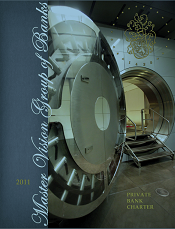 Master Vision Group of Banks
2011
PRIVATE
BANK
CHARTER